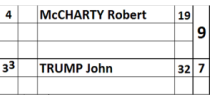 4 McCHARTY Robert 19
9
3³ TRUMP John 32 7